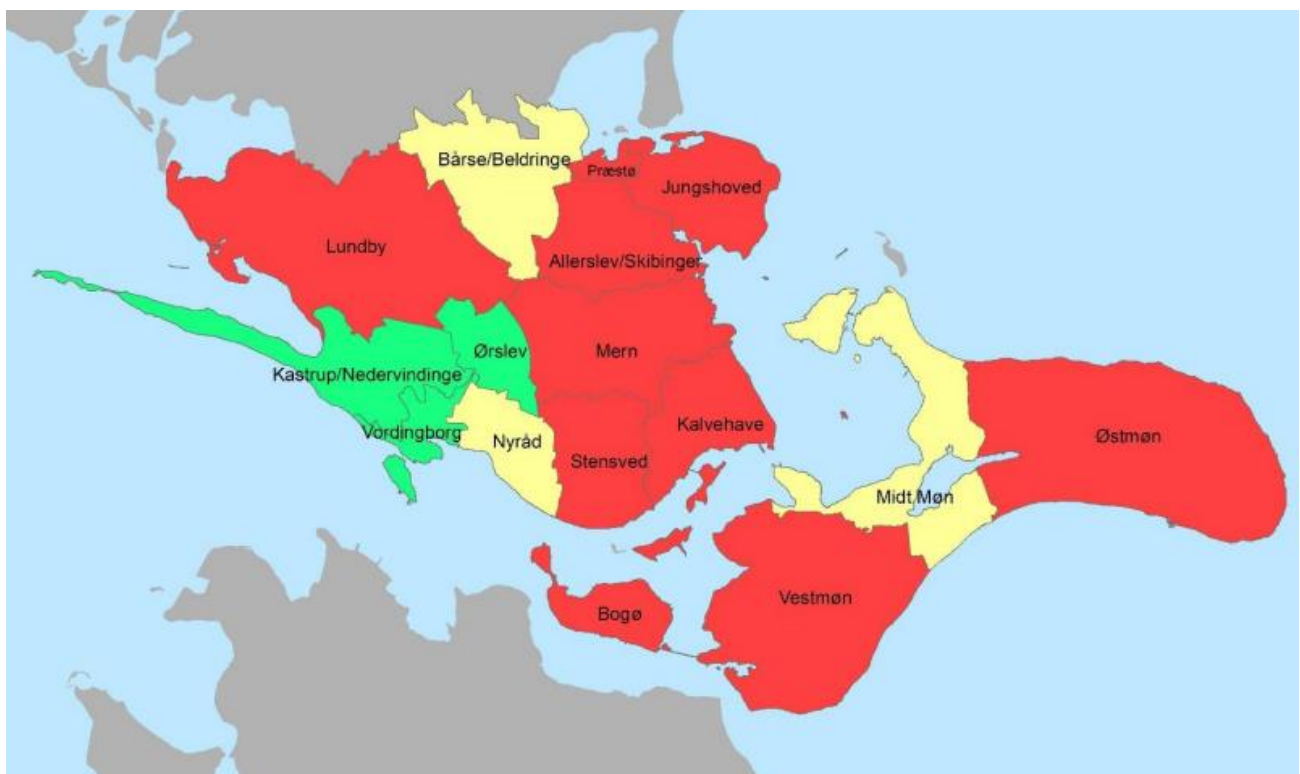 Bårse/Beldringe
Præstø
Jungshoved
Lundby
Allerslev/Skibinger
Ørslev
Mern
Kastrup/Nedervindinge
Kalvehave
Vordingborg
Nyråd
Stensved
Østmøn
Midt Møn
Vestmøn
Bogø